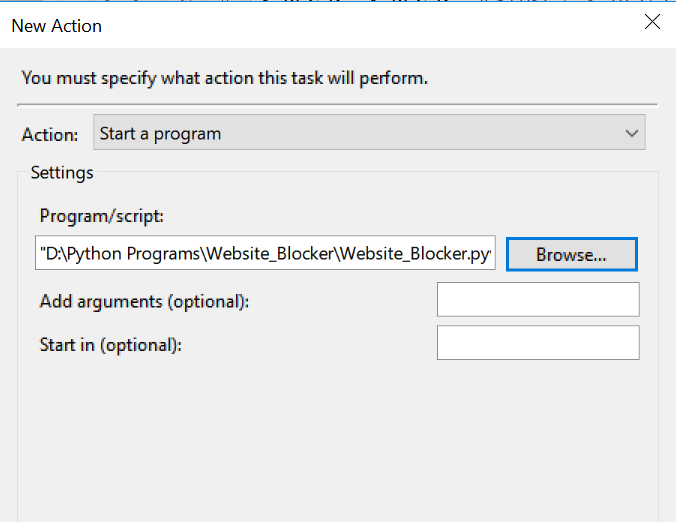 New Action
You must specify what action this task will perform.
Action: Start a program
Settings
Program/script:
"D:\Python Programs\Website_Blocker\Website_Blocker.py Browse...
Add arguments (optional):
Start in (optional):